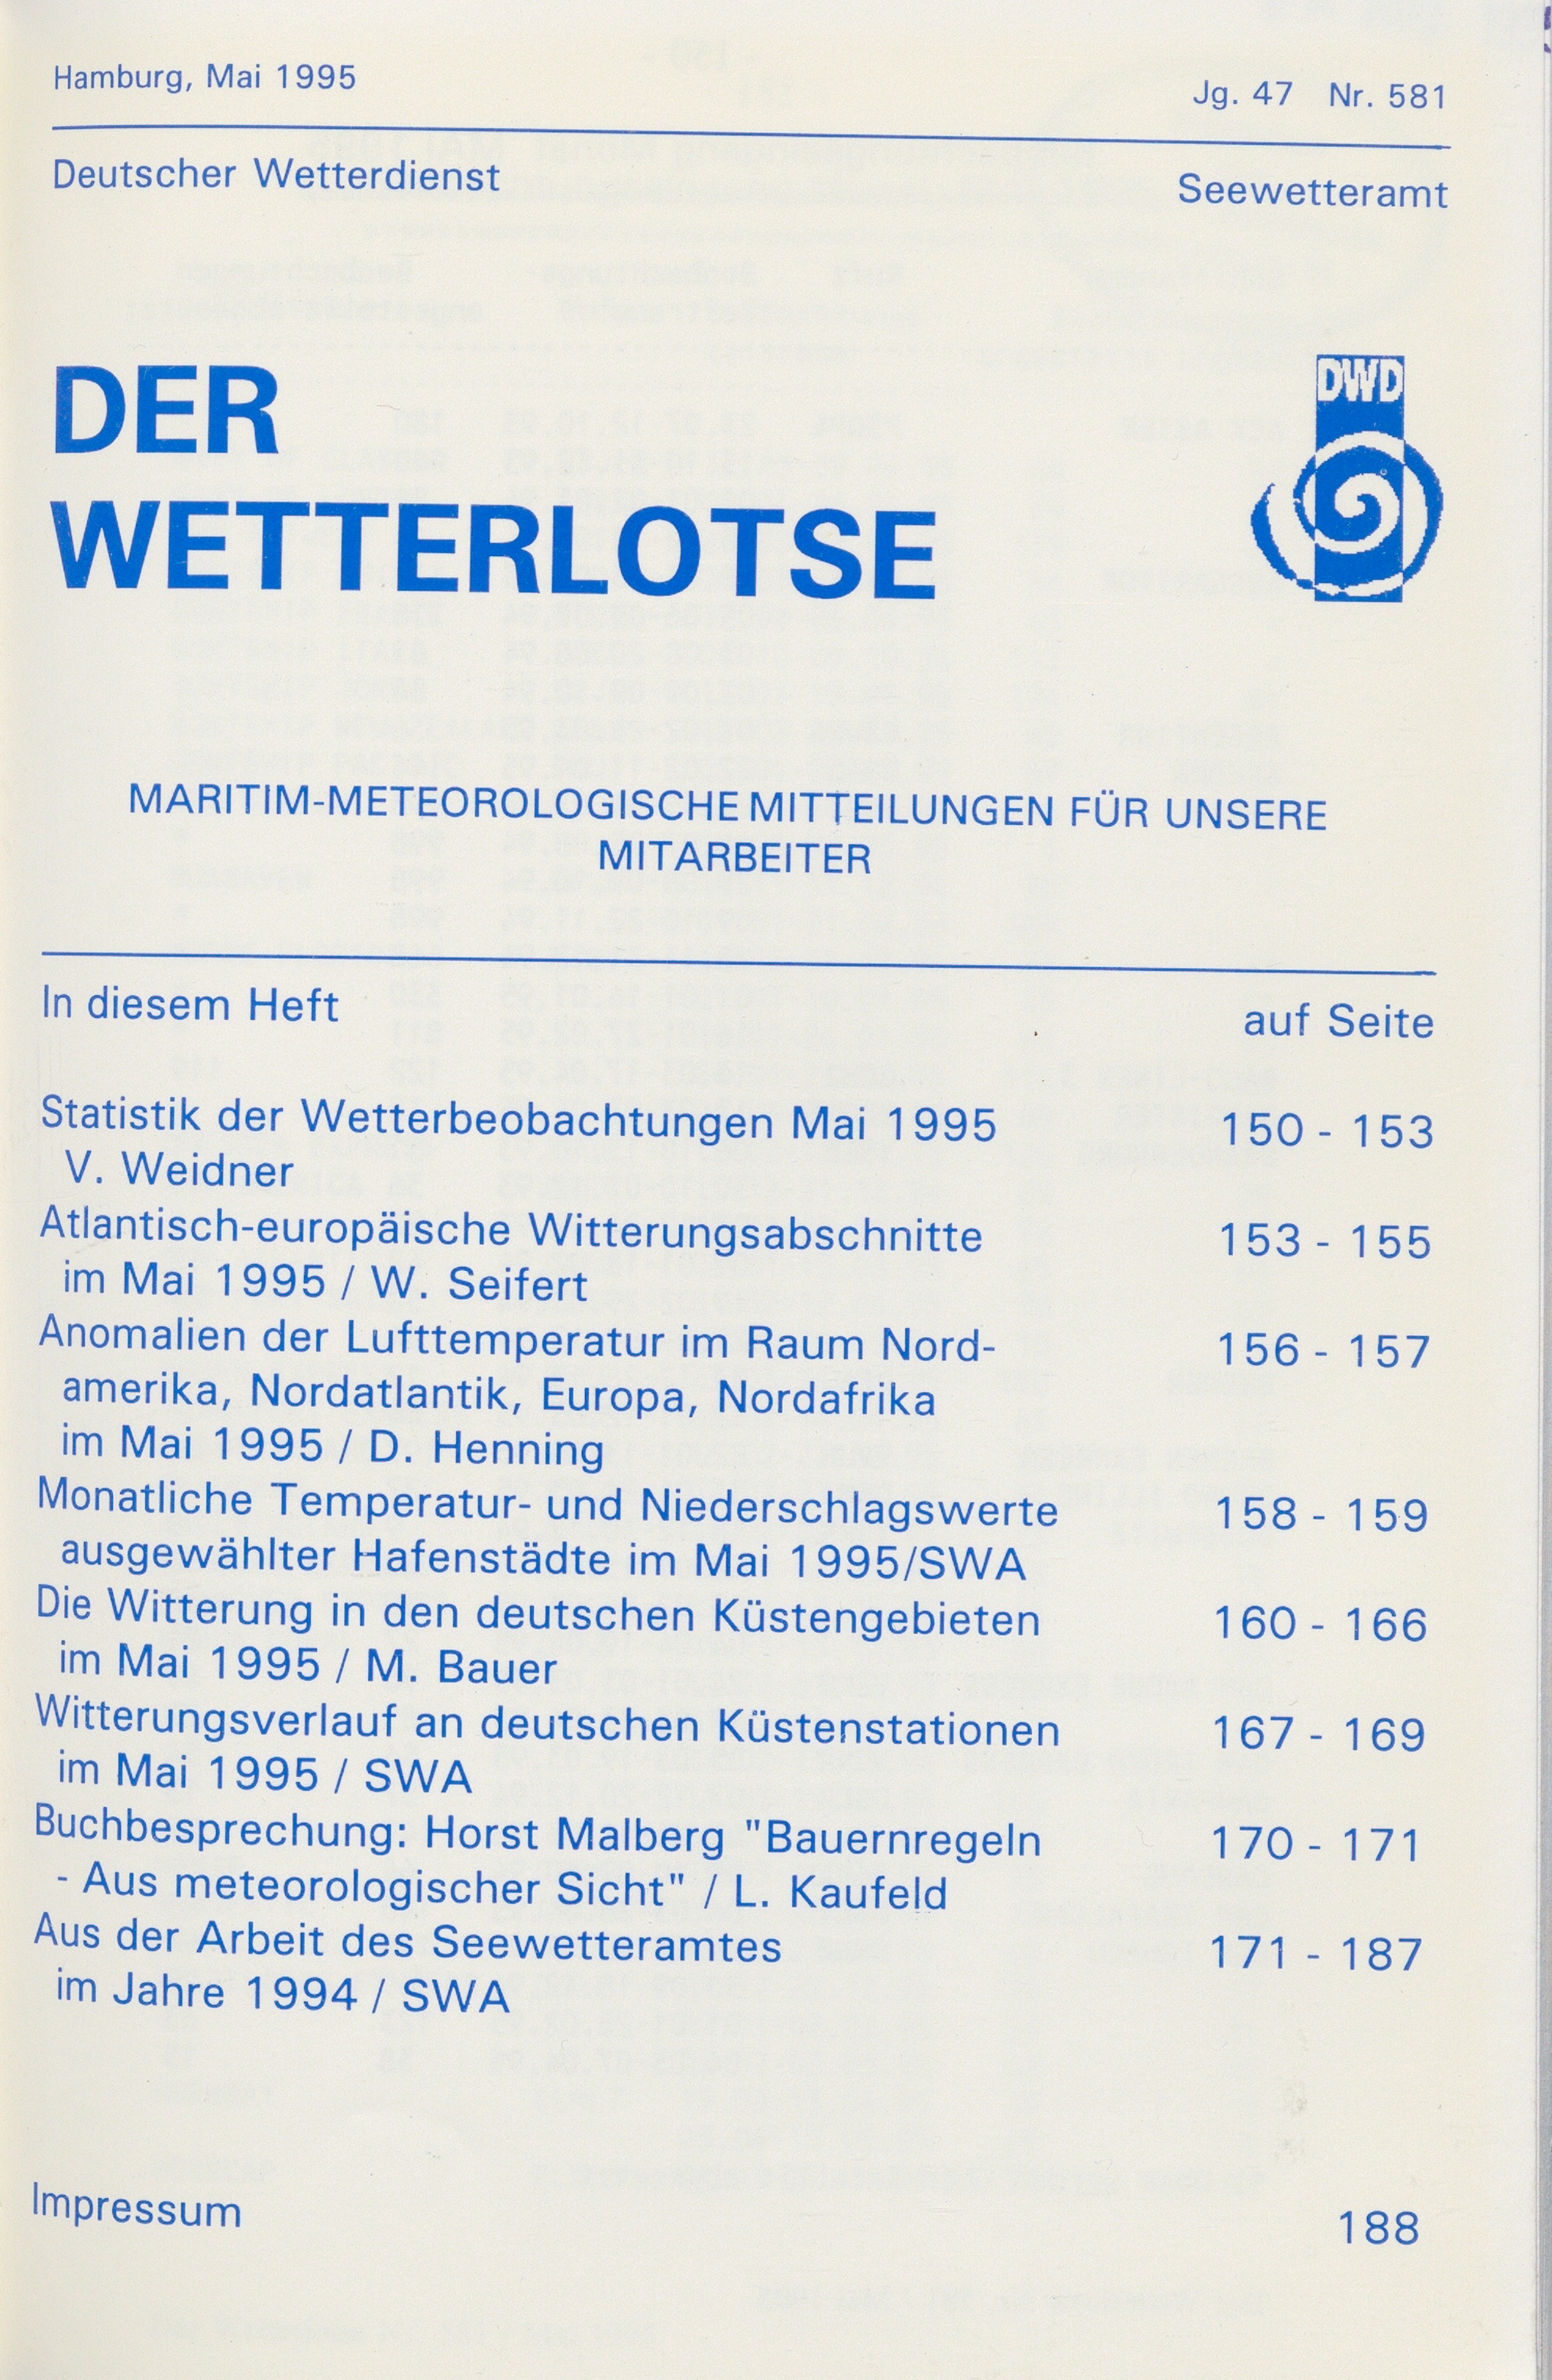 Hamburg, Mai 1995
Jg. 47 Nr. 581
Deutscher Wetterdienst
Seewetteramt
DER
WETTERLOTSE
DWD
MARITIM-METEOROLOGISCHE MITTEILUNGEN FÜR UNSERE
MITARBEITER
In diesem Heft auf Seite
Statistik der Wetterbeobachtungen Mai 1995 150 - 153
V. Weidner
Atlantisch-europäische Witterungsabschnitte 153 - 155
im Mai 1995 / W. Seifert
Anomalien der Lufttemperatur im Raum Nord- 156 - 157
amerika, Nordatlantik, Europa, Nordafrika
im Mai 1995 / D. Henning
Monatliche Temperatur- und Niederschlagswerte 158 - 159
ausgewählter Hafenstädte im Mai 1995/SWA
Die Witterung in den deutschen Küstengebieten 160 - 166
im Mai 1995 / M. Bauer
Witterungsverlauf an deutschen Küstenstationen 167 - 169
im Mai 1995 / SWA
Buchbesprechung: Horst Malberg "Bauernregeln 170 - 171
- Aus meteorologischer Sicht" / L. Kaufeld
Aus der Arbeit des Seewetteramtes 171 - 187
im Jahre 1994 / SWA
Impressum 188